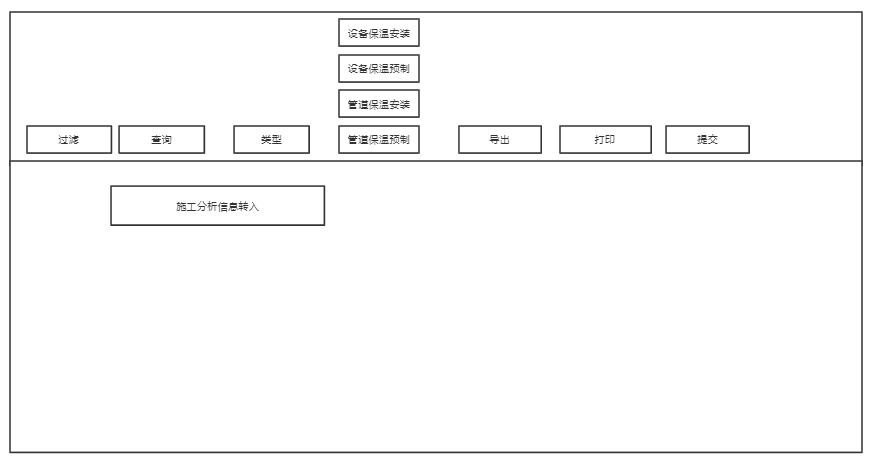 设备保温安装
设备保温预制
管道保温安装
过滤 查询 类型 管道保温预制 导出 打印 提交
施工分析信息转入